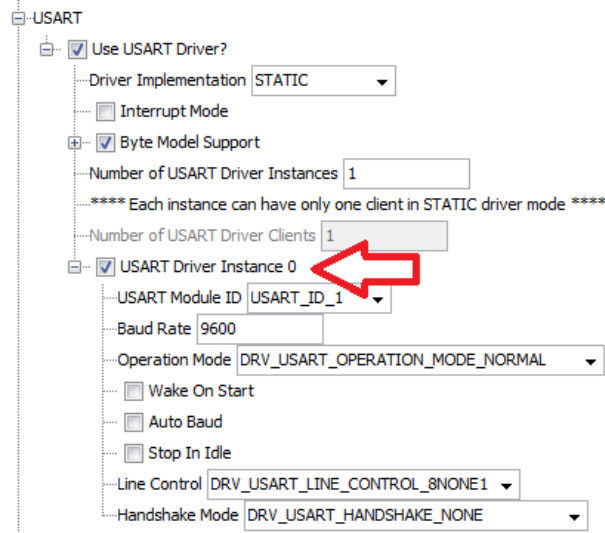 USART
Use USART Driver?
Driver Implementation STATIC
Interrupt Mode
Byte Model Support
Number of USART Driver Instances 1
**** Each instance can have only one client in STATIC driver mode ****
Number of USART Driver Clients 1
USART Driver Instance 0
USART Module ID USART_ID_1
Baud Rate 9600
Operation Mode DRV_USART_OPERATION_MODE_NORMAL
Wake On Start
Auto Baud
Stop In Idle
Line Control DRV_USART_LINE_CONTROL_8NONE1
Handshake Mode DRV_USART_HANDSHAKE_NONE